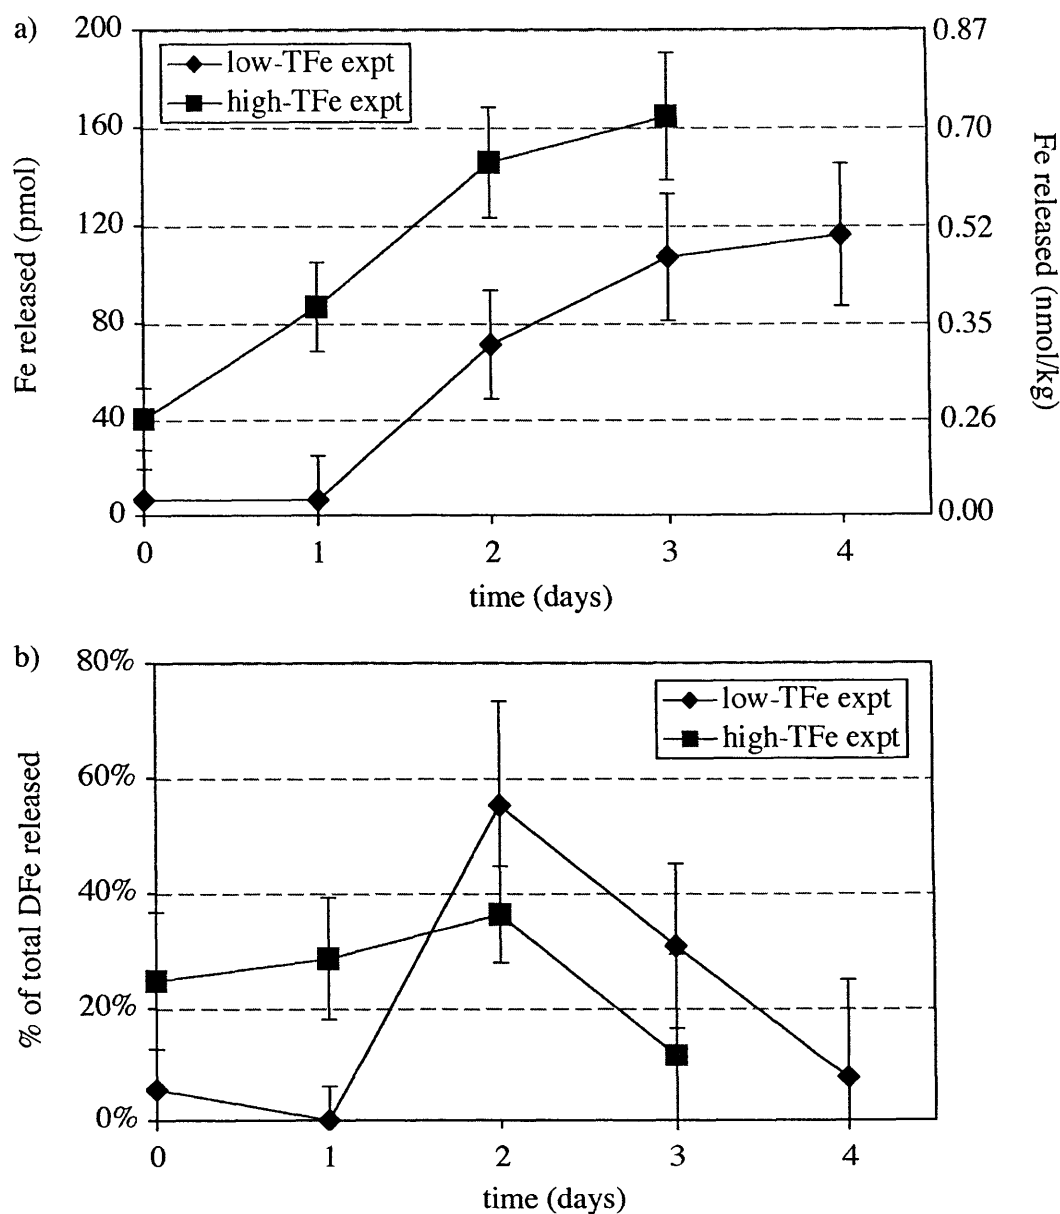 a)
low-TFe expt
high-TFe expt
Fe released (pmol)
200
160
120
80
40
0
0.87
0.70
0.52
0.35
0.26
0.00
Fe released (nmol/kg)
0 1 2 3 4
time (days)
b)
low-TFe expt
high-TFe expt
% of total DFe released
80%
60%
40%
20%
0%
0 1 2 3 4
time (days)